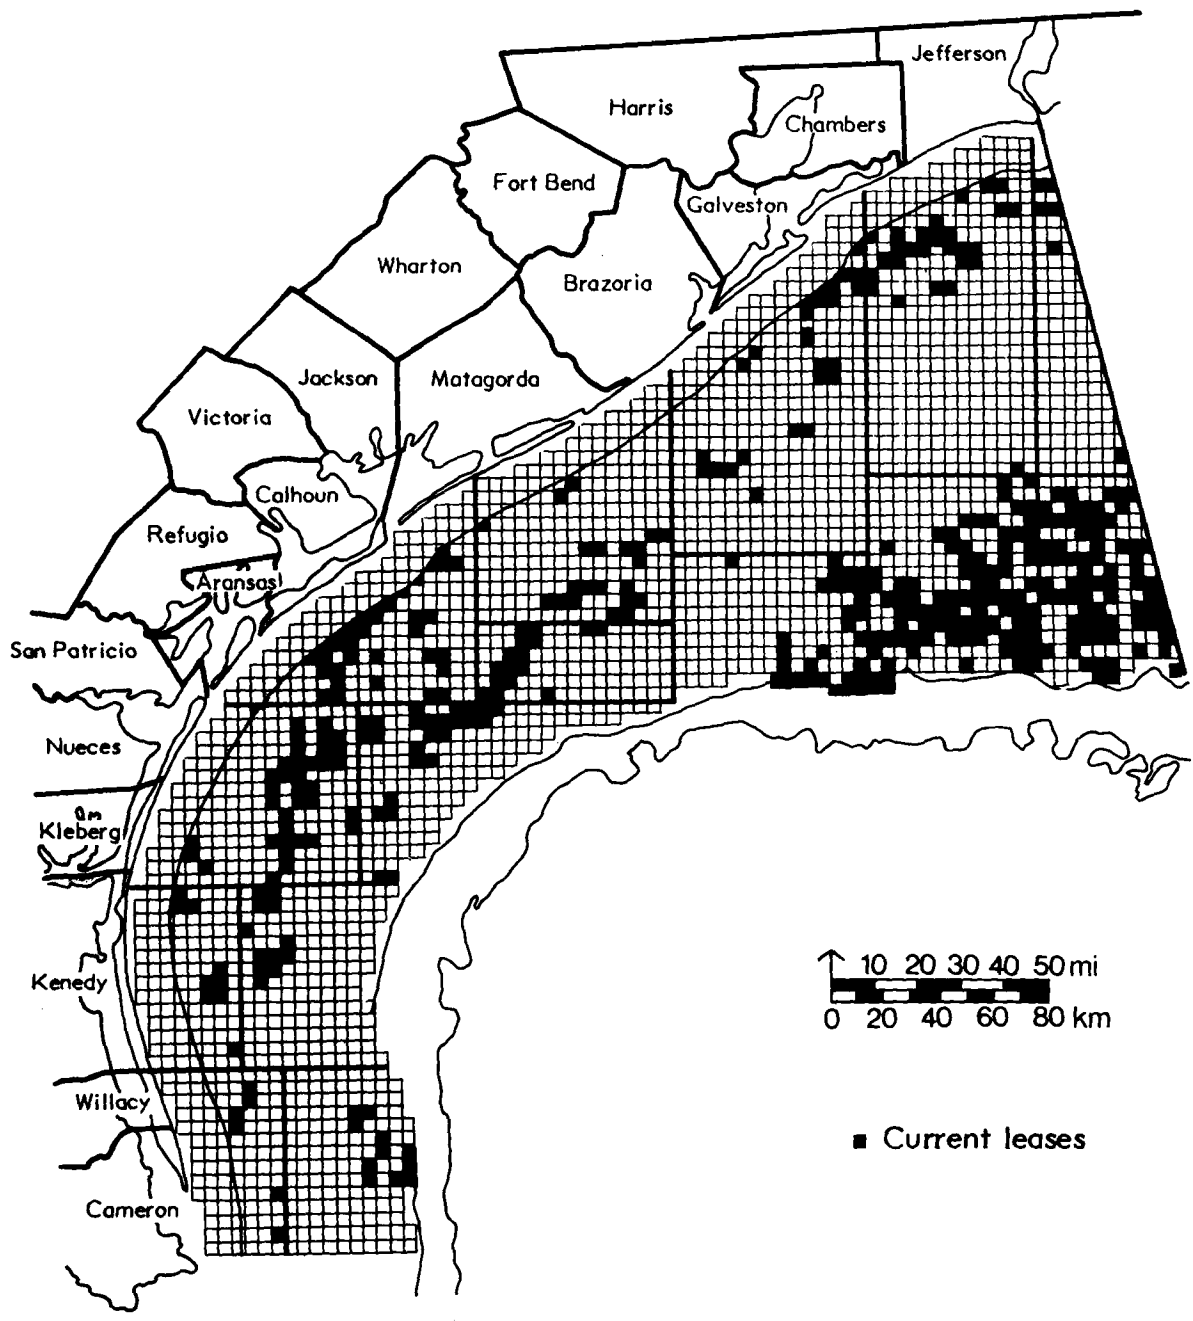 Jefferson
Harris
Chambers
Fort Bend
Galveston
Wharton
Brazoria
Jackson
Matagorda
Victoria
Calhoun
Refugio
Aransas
San Patricio
Nueces
Kleberg
Kenedy
10 20 30 40 50 mi
0 20 40 60 80 km
Willacy
Current leases
Cameron